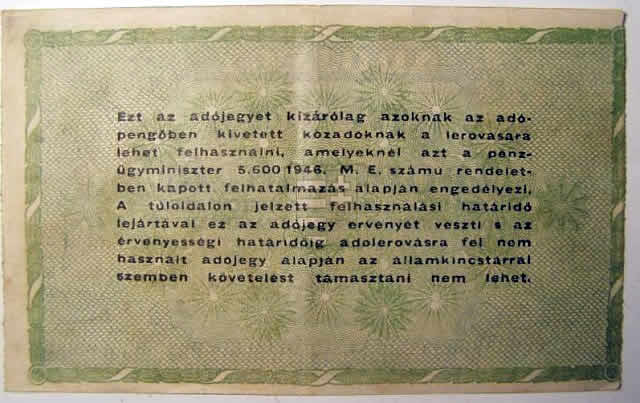 Ezt az adójegyet kizárólag azoknak az adó-
pengőben kivetett közadóknak a lerovására
lehet felhasználni, amelyeknél azt a pénz-
ügyminiszter 5.600 1946. M. E. számú rendelet-
ben kapott felhatalmazás alapján engedélyezi.
A túloldalon jelzett felhasználási határidő
lejártával ez az adójegy érvényét veszti s az
érvényességi határidőig adólerovásra fel nem
használt adójegy alapján az államkincstárral
szemben követelést támasztani nem lehet.